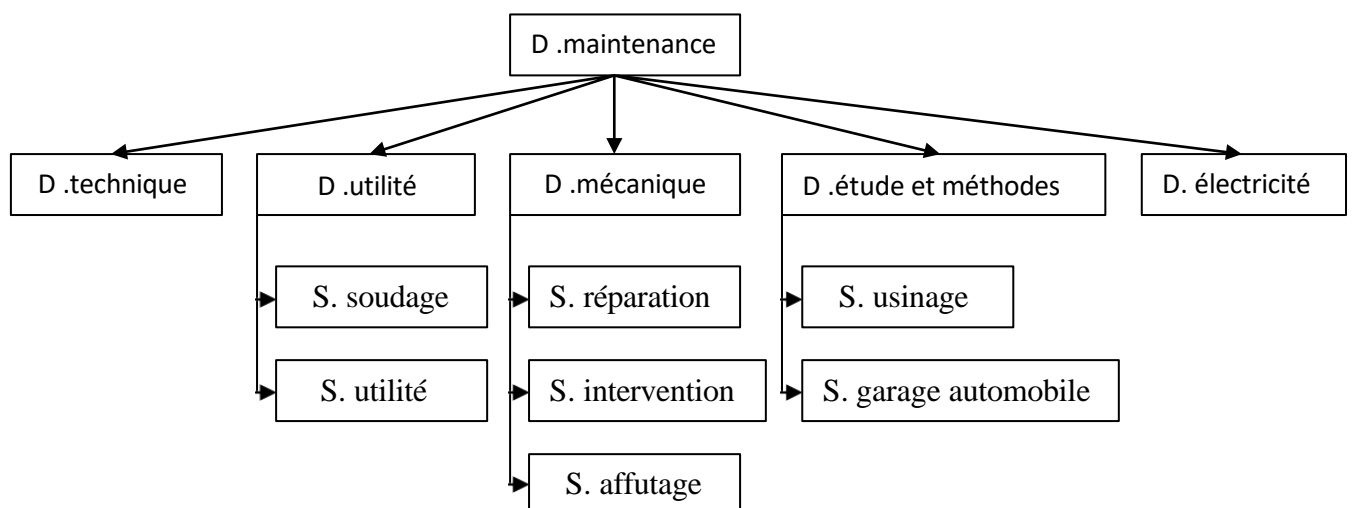 D .maintenance
D .technique
D .utilité
D .mécanique
D .étude et méthodes
D. électricité
S. soudage
S. réparation
S. usinage
S. utilité
S. intervention
S. garage automobile
S. affutage